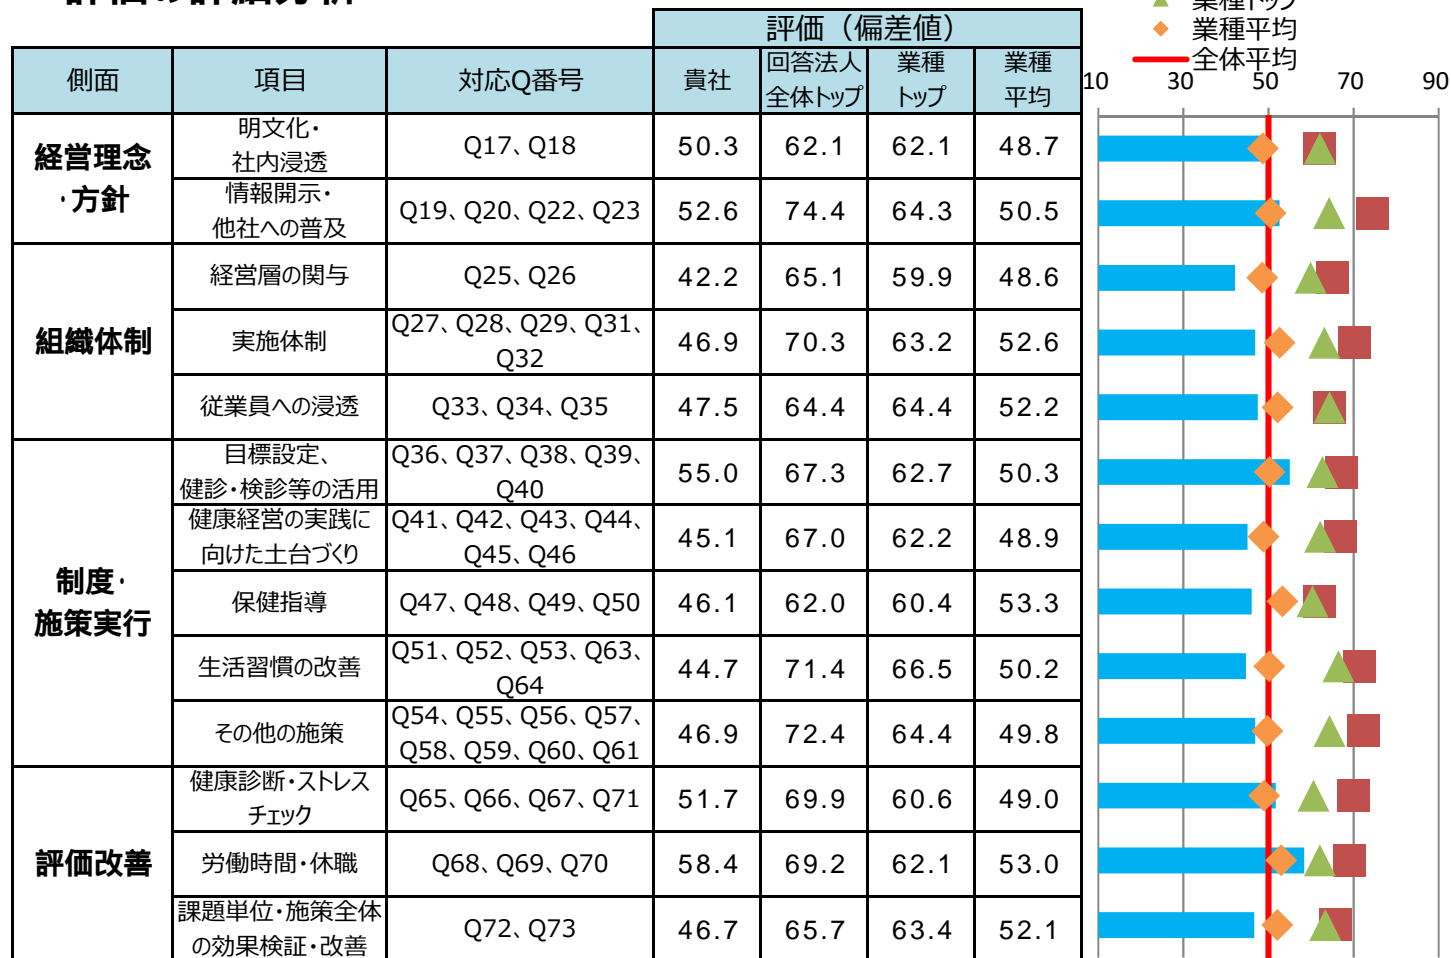 評価の詳細分析
業種トップ
業種平均
全体平均
評価（偏差値）
側面 項目 対応Q番号 貴社 回答法人 業種 業種
全体トップ トップ 平均
10 30 50 70 90
経営理念
・方針
明文化・
社内浸透
Q17、Q18 50.3 62.1 62.1 48.7
情報開示・
他社への普及
Q19、Q20、Q22、Q23 52.6 74.4 64.3 50.5
組織体制
経営層の関与 Q25、Q26 42.2 65.1 59.9 48.6
実施体制
Q27、Q28、Q29、Q31、
Q32
46.9 70.3 63.2 52.6
従業員への浸透 Q33、Q34、Q35 47.5 64.4 64.4 52.2
制度・
施策実行
目標設定、
健診・検診等の活用
Q36、Q37、Q38、Q39、
Q40
55.0 67.3 62.7 50.3
健康経営の実践に
向けた土台づくり
Q41、Q42、Q43、Q44、
Q45、Q46
45.1 67.0 62.2 48.9
保健指導 Q47、Q48、Q49、Q50 46.1 62.0 60.4 53.3
生活習慣の改善
Q51、Q52、Q53、Q63、
Q64
44.7 71.4 66.5 50.2
その他の施策
Q54、Q55、Q56、Q57、
Q58、Q59、Q60、Q61
46.9 72.4 64.4 49.8
評価改善
健康診断・ストレス
チェック
Q65、Q66、Q67、Q71 51.7 69.9 60.6 49.0
労働時間・休職 Q68、Q69、Q70 58.4 69.2 62.1 53.0
課題単位・施策全体
の効果検証・改善
Q72、Q73 46.7 65.7 63.4 52.1